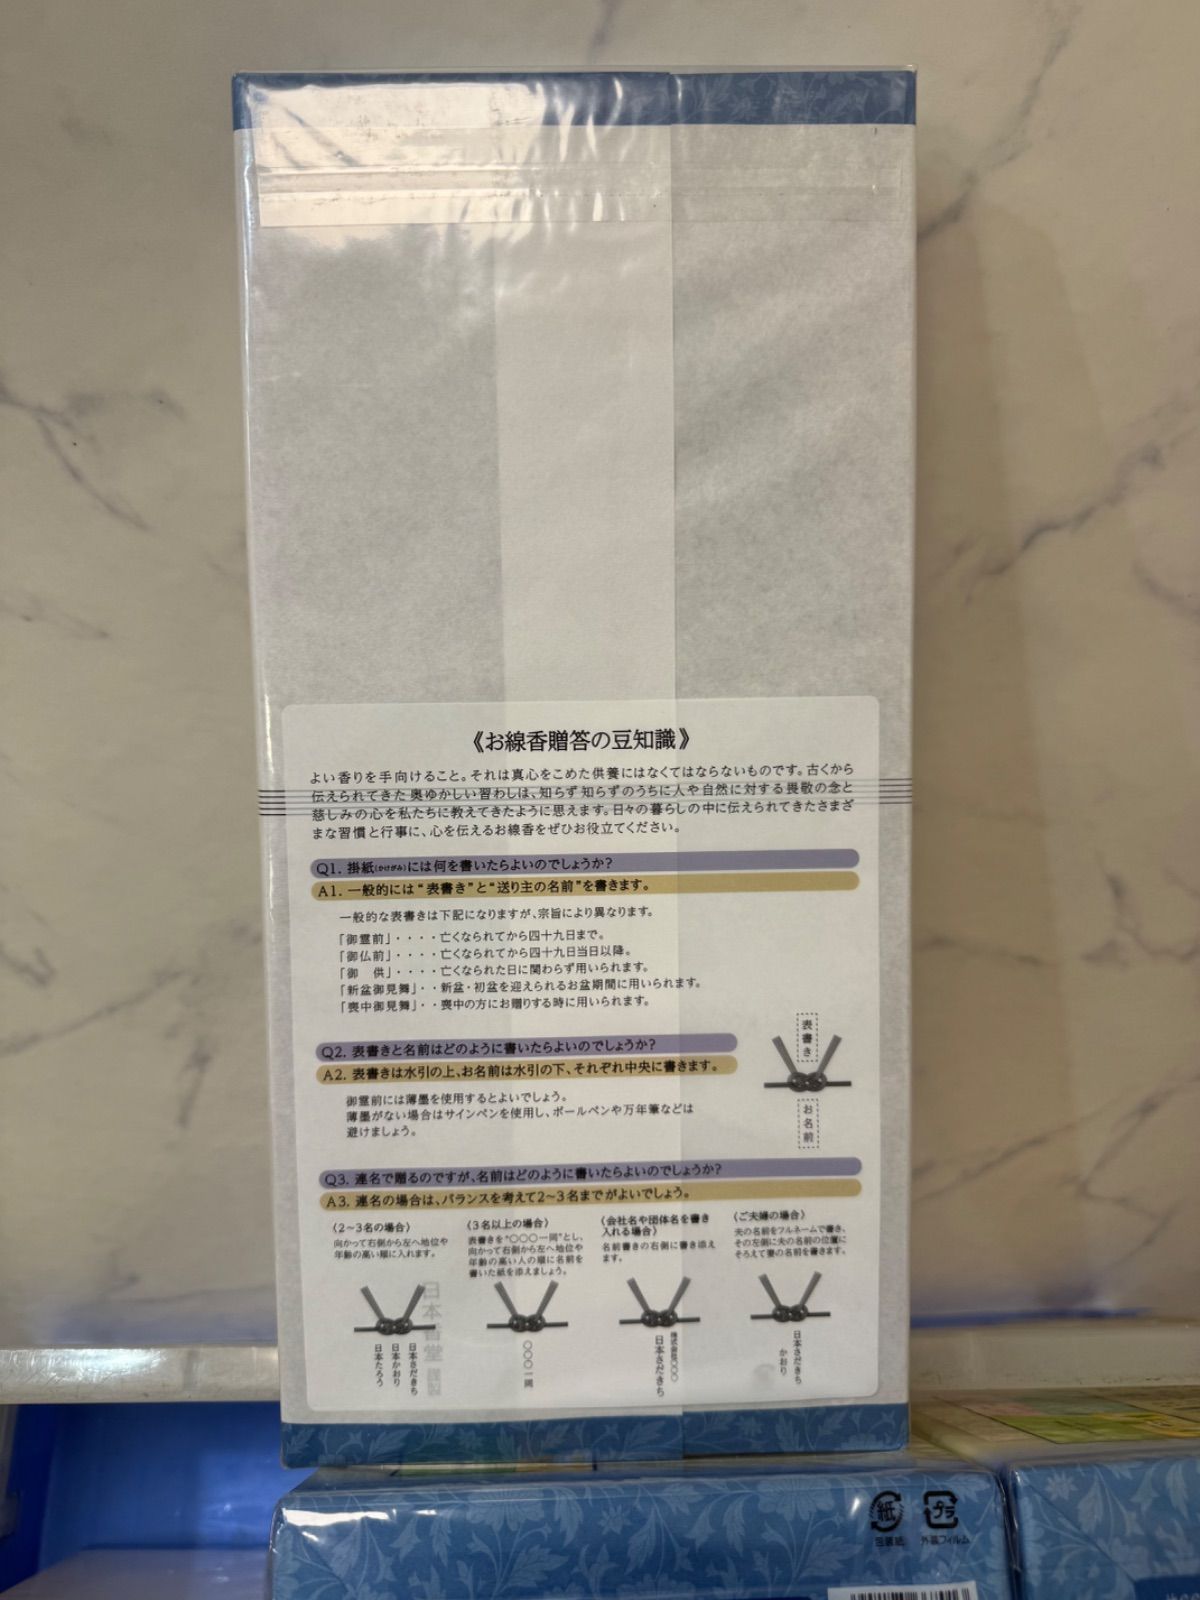 《お線香贈答の豆知識》
よい香りを手向けること。それは真心をこめた供養にはなくてはならないものです。古くから
伝えられてきた奥ゆかしい習わしは、知らず知らずのうちに人や自然に対する畏敬の念と
慈しみの心を私たちに教えてきたように思えます。日々の暮らしの中に伝えられてきたさまざ
まな習慣と行事に、心を伝えるお線香をぜひお役立てください。
Q1. 掛紙(かけがみ)には何を書いたらよいのでしょうか?
A1. 一般的には“表書き”と“送り主の名前”を書きます。
一般的な表書きは下記になりますが、宗旨により異なります。
「御霊前」・・・・亡くなられてから四十九日まで。
「御仏前」・・・・亡くなられてから四十九日当日以降。
「御　供」・・・・亡くなられた日に関わらず用いられます。
「新盆御見舞」・・新盆・初盆を迎えられるお盆期間に用いられます。
「喪中御見舞」・・喪中の方にお贈りする時に用いられます。
Q2. 表書きと名前はどのように書いたらよいのでしょうか?
A2. 表書きは水引の上、お名前は水引の下、それぞれ中央に書きます。
御霊前には薄墨を使用するとよいでしょう。
薄墨がない場合はサインペンを使用し、ボールペンや万年筆などは
避けましょう。
表書き
お名前
Q3. 連名で贈るのですが、名前はどのように書いたらよいのでしょうか?
A3. 連名の場合は、バランスを考えて2〜3名までがよいでしょう。
〈2〜3名の場合〉
向かって右側から左へ地位や
年齢の高い順に入れます。
日本さだきち
日本かおり
日本たろう
〈3名以上の場合〉
表書きを“〇〇〇一同”とし、
向かって右側から左へ地位や
年齢の高い人の順に名前を
書いた紙を添えましょう。
〇〇〇一同
〈会社名や団体名を書き
入れる場合〉
名前書きの右側に書き添え
ます。
株式会社〇〇〇
日本さだきち
〈ご夫婦の場合〉
夫の名前をフルネームで書き、
その左側に夫の名前の位置に
そろえて妻の名前を書きます。
日本さだきち
かおり
日本香堂
紙
包装紙
プラ
外装フィルム